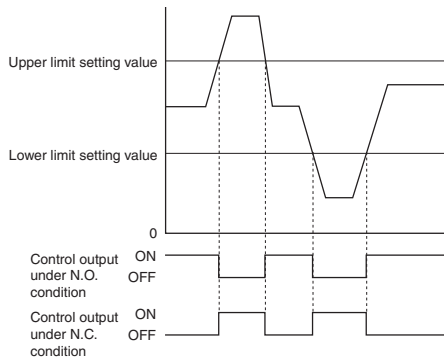 Upper limit setting value
Lower limit setting value
0
Control output
under N.O.
condition
ON
OFF
Control output
under N.C.
condition
ON
OFF